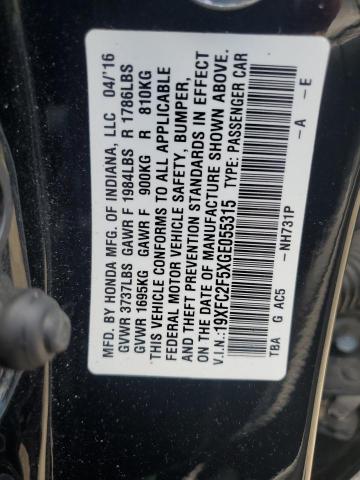 MFD. BY HONDA MFG. OF INDIANA, LLC 04/'16
GVWR 3737LBS GAWR F 1984LBS R 1786LBS
GVWR 1695KG GAWR F 900KG R 810KG
THIS VEHICLE CONFORMS TO ALL APPLICABLE
FEDERAL MOTOR VEHICLE SAFETY, BUMPER,
AND THEFT PREVENTION STANDARDS IN EFFECT
ON THE DATE OF MANUFACTURE SHOWN ABOVE.
V.I.N.:19XFC2F5XGE055315 TYPE: PASSENGER CAR
-NH731P -A -E
TBA G AC5